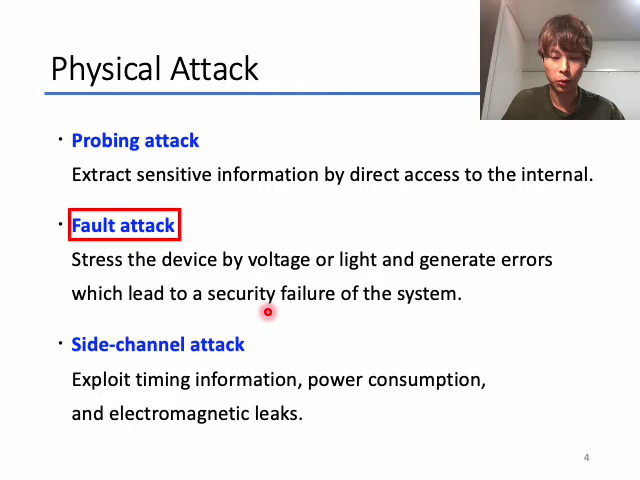 Physical Attack
・Probing attack
Extract sensitive information by direct access to the internal.
・Fault attack
Stress the device by voltage or light and generate errors
which lead to a security failure of the system.
・Side-channel attack
Exploit timing information, power consumption,
and electromagnetic leaks.
4